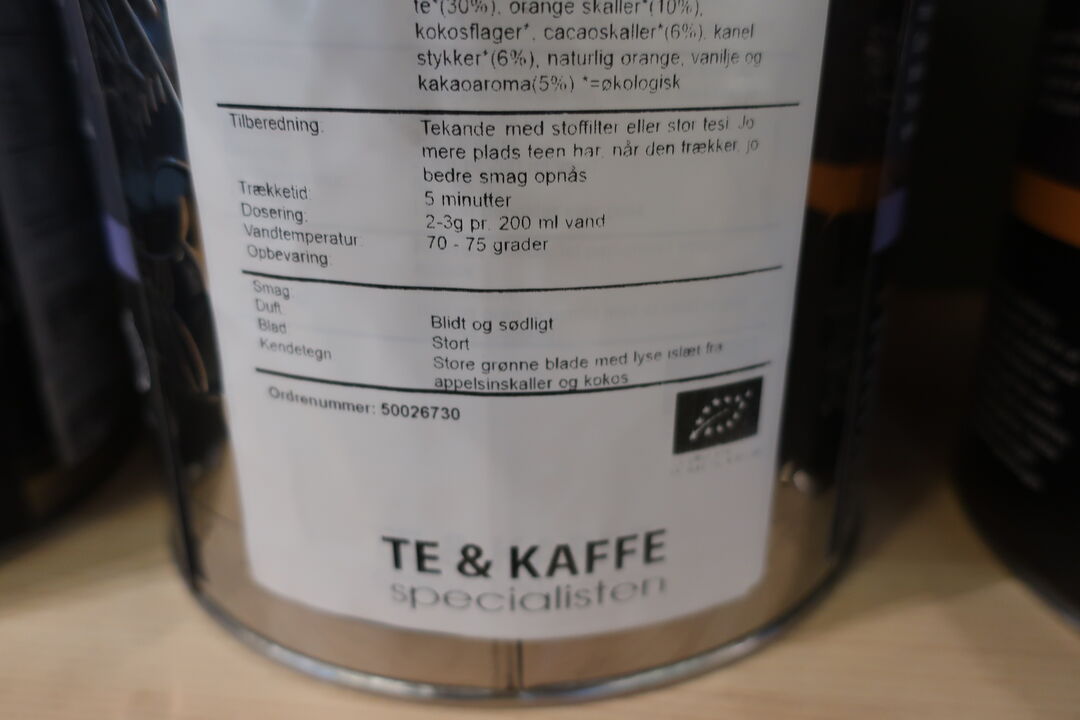 te*(30%), orange skaller*(10%),
kokosflager*, cacaoskaller*(6%), kanel
stykker*(6%), naturlig orange, vanilje og
kakaoaroma(5%) *=økologisk
Tilberedning: Tekande med stoffilter eller stor tesi. Jo
mere plads teen har, når den trækker, jo
bedre smag opnås
Trækketid: 5 minutter
Dosering: 2-3g pr. 200 ml vand
Vandtemperatur: 70 - 75 grader
Opbevaring:
Smag
Duft Blidt og sødligt
Blad Stort
Kendetegn Store grønne blade med lyse islæt fra
appelsinskaller og kokos
Ordrenummer: 50026730
TE & KAFFE
specialisten